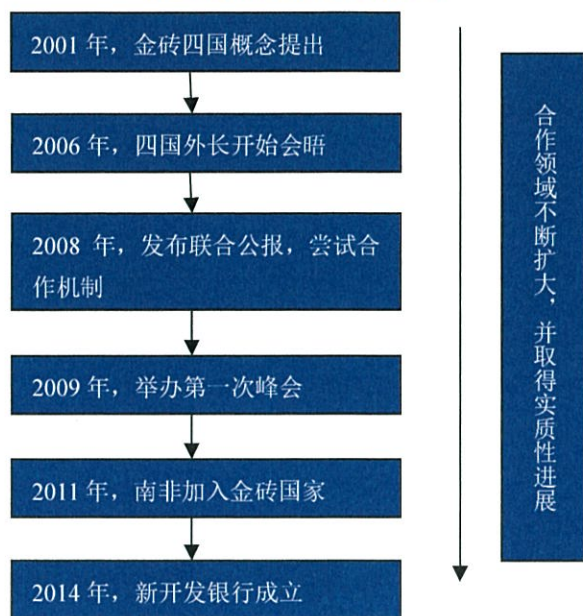 2001 年，金砖四国概念提出
2006 年，四国外长开始会晤
2008 年，发布联合公报，尝试合
作机制
2009 年，举办第一次峰会
2011 年，南非加入金砖国家
2014 年，新开发银行成立
合作领域不断扩大，并取得实质性进展